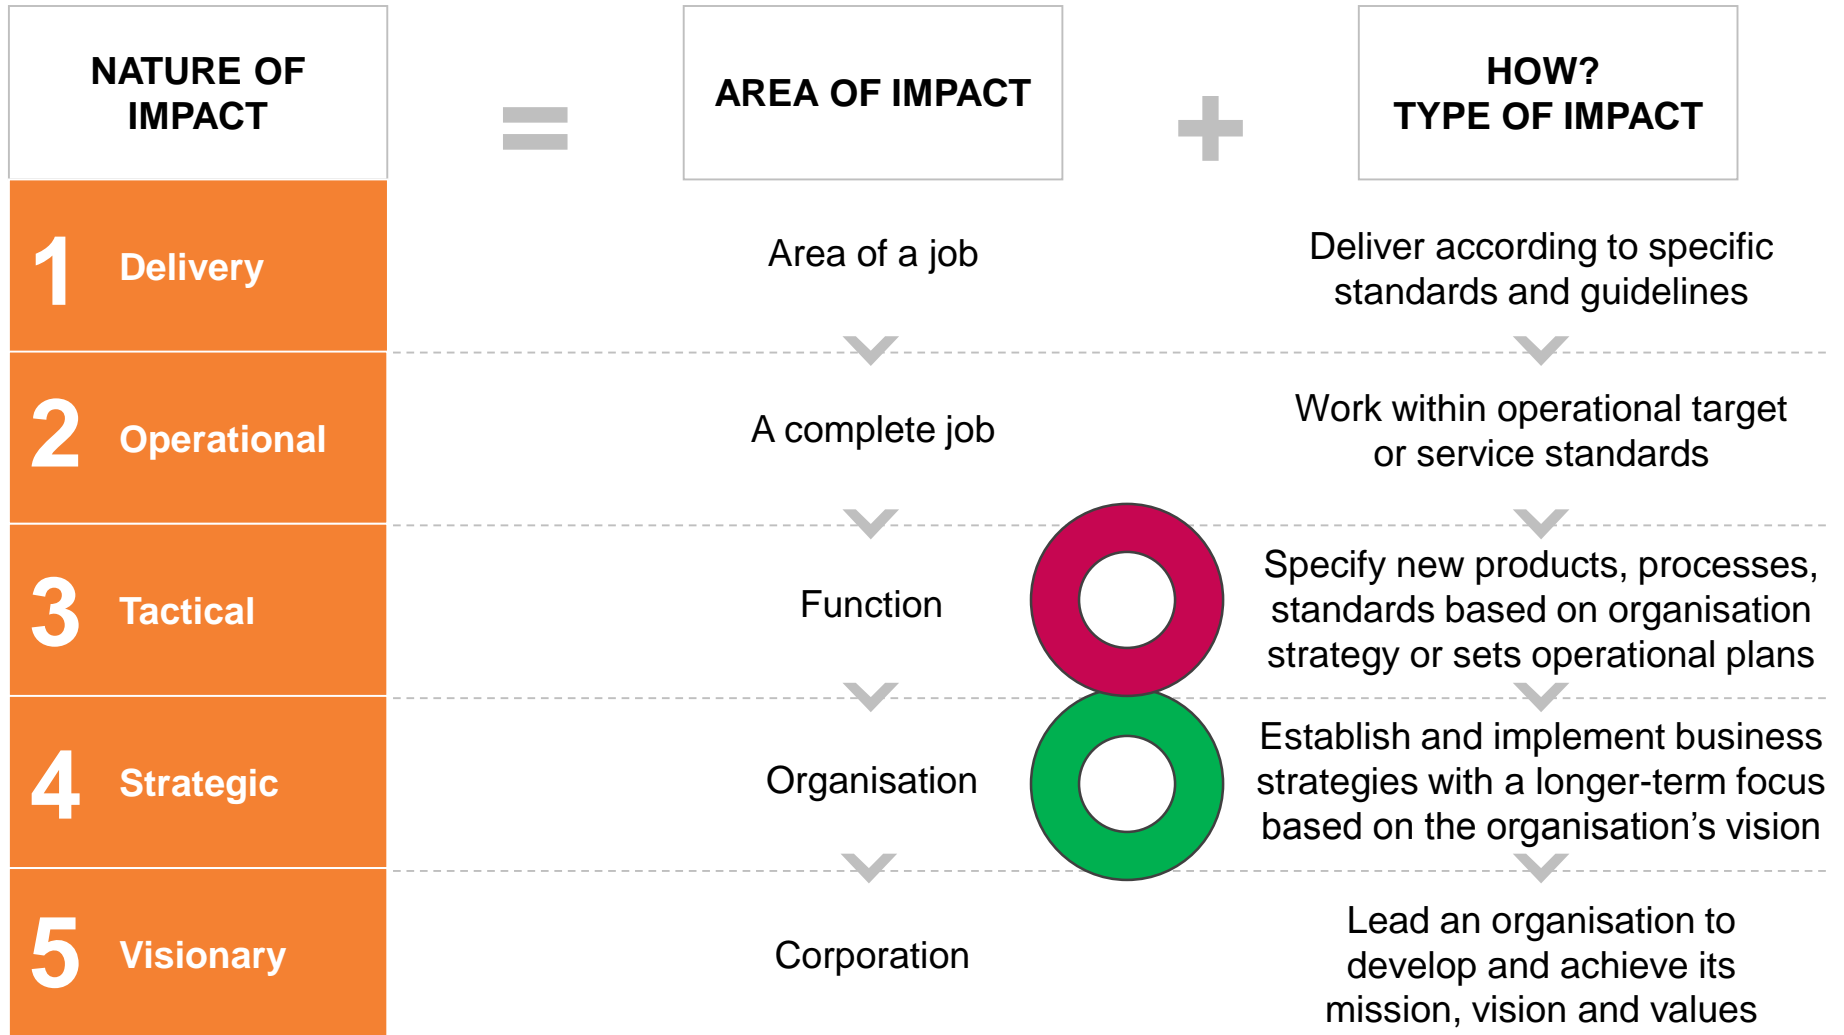 NATURE OF
IMPACT
=
AREA OF IMPACT
+
HOW?
TYPE OF IMPACT
1 Delivery
Area of a job
Deliver according to specific
standards and guidelines
2 Operational
A complete job
Work within operational target
or service standards
3 Tactical
Function
Specify new products, processes,
standards based on organisation
strategy or sets operational plans
4 Strategic
Organisation
Establish and implement business
strategies with a longer-term focus
based on the organisation’s vision
5 Visionary
Corporation
Lead an organisation to
develop and achieve its
mission, vision and values